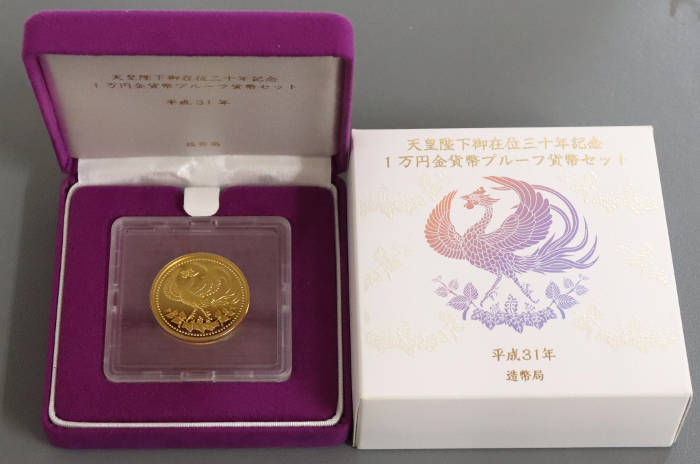 天皇陛下御在位三十年記念
1万円金貨幣プルーフ貨幣セット
平成31年
造幣局
天皇陛下御在位三十年記念
1万円金貨幣プルーフ貨幣セット
平成31年
造幣局